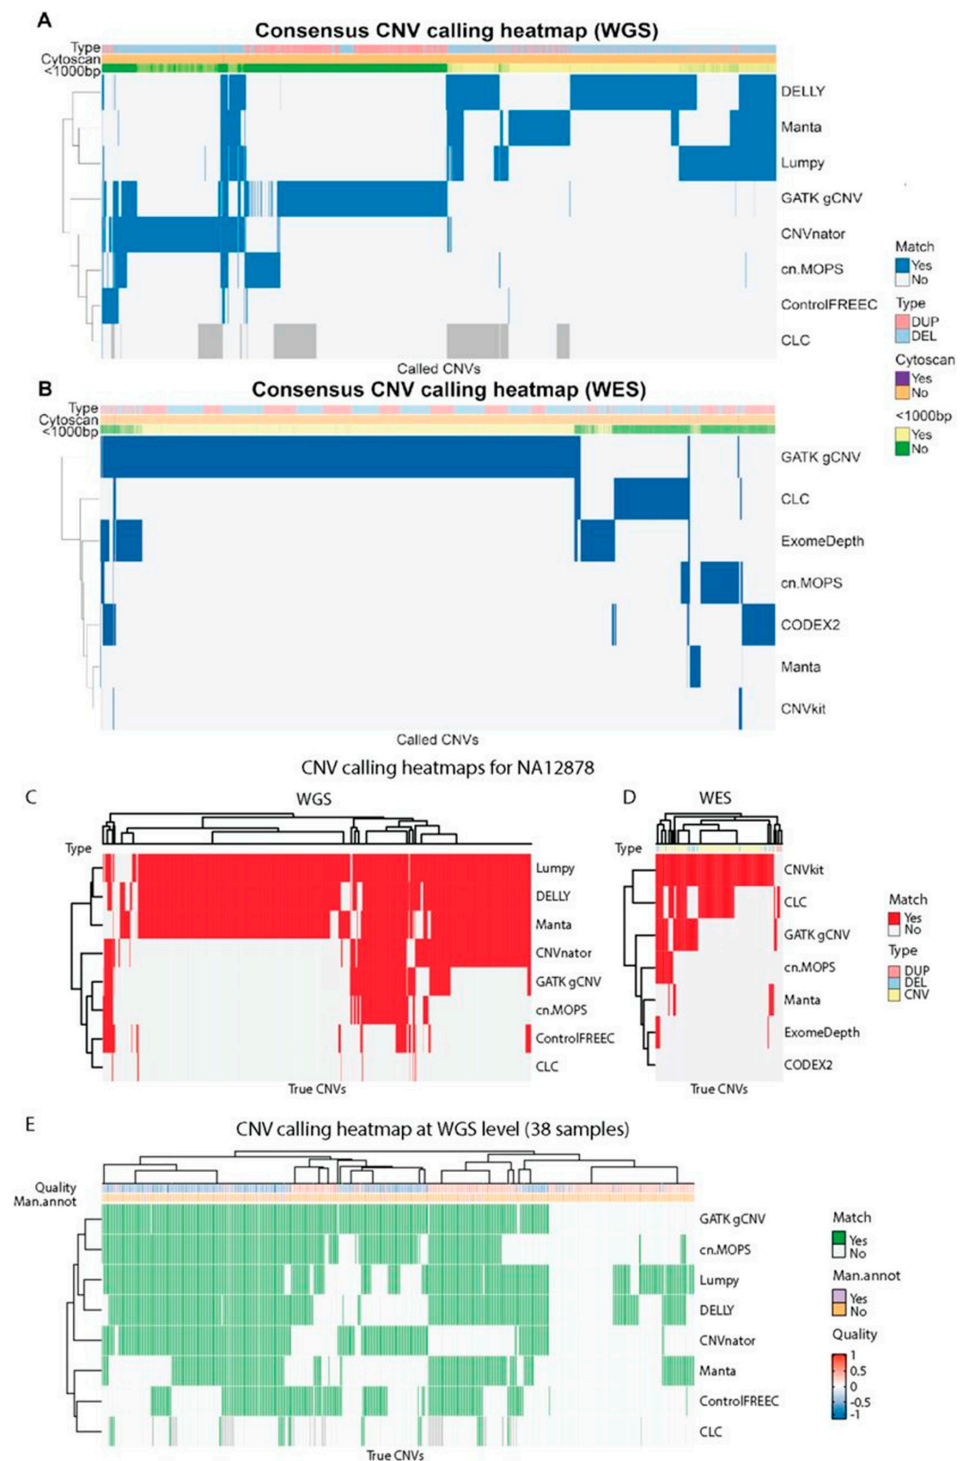 A
Consensus CNV calling heatmap (WGS)
Type
Cytoscan
<1000bp
DELLY
Manta
Lumpy
GATK gCNV
CNVnator
cn.MOPS
ControlFREEC
CLC
Called CNVs
Match
Yes
No
Type
DUP
DEL
Cytoscan
Yes
No
<1000bp
Yes
No
B
Consensus CNV calling heatmap (WES)
Type
Cytoscan
<1000bp
GATK gCNV
CLC
ExomeDepth
cn.MOPS
CODEX2
Manta
CNVkit
Called CNVs
CNV calling heatmaps for NA12878
C
WGS
Type
Lumpy
DELLY
Manta
CNVnator
GATK gCNV
cn.MOPS
ControlFREEC
CLC
True CNVs
D
WES
Type
CNVkit
CLC
GATK gCNV
cn.MOPS
Manta
ExomeDepth
CODEX2
True CNVs
Match
Yes
No
Type
DUP
DEL
CNV
E
CNV calling heatmap at WGS level (38 samples)
Quality
Man.annot
GATK gCNV
cn.MOPS
Lumpy
DELLY
CNVnator
Manta
ControlFREEC
CLC
True CNVs
Match
Yes
No
Man.annot
Yes
No
Quality
1
0.5
0
-0.5
-1